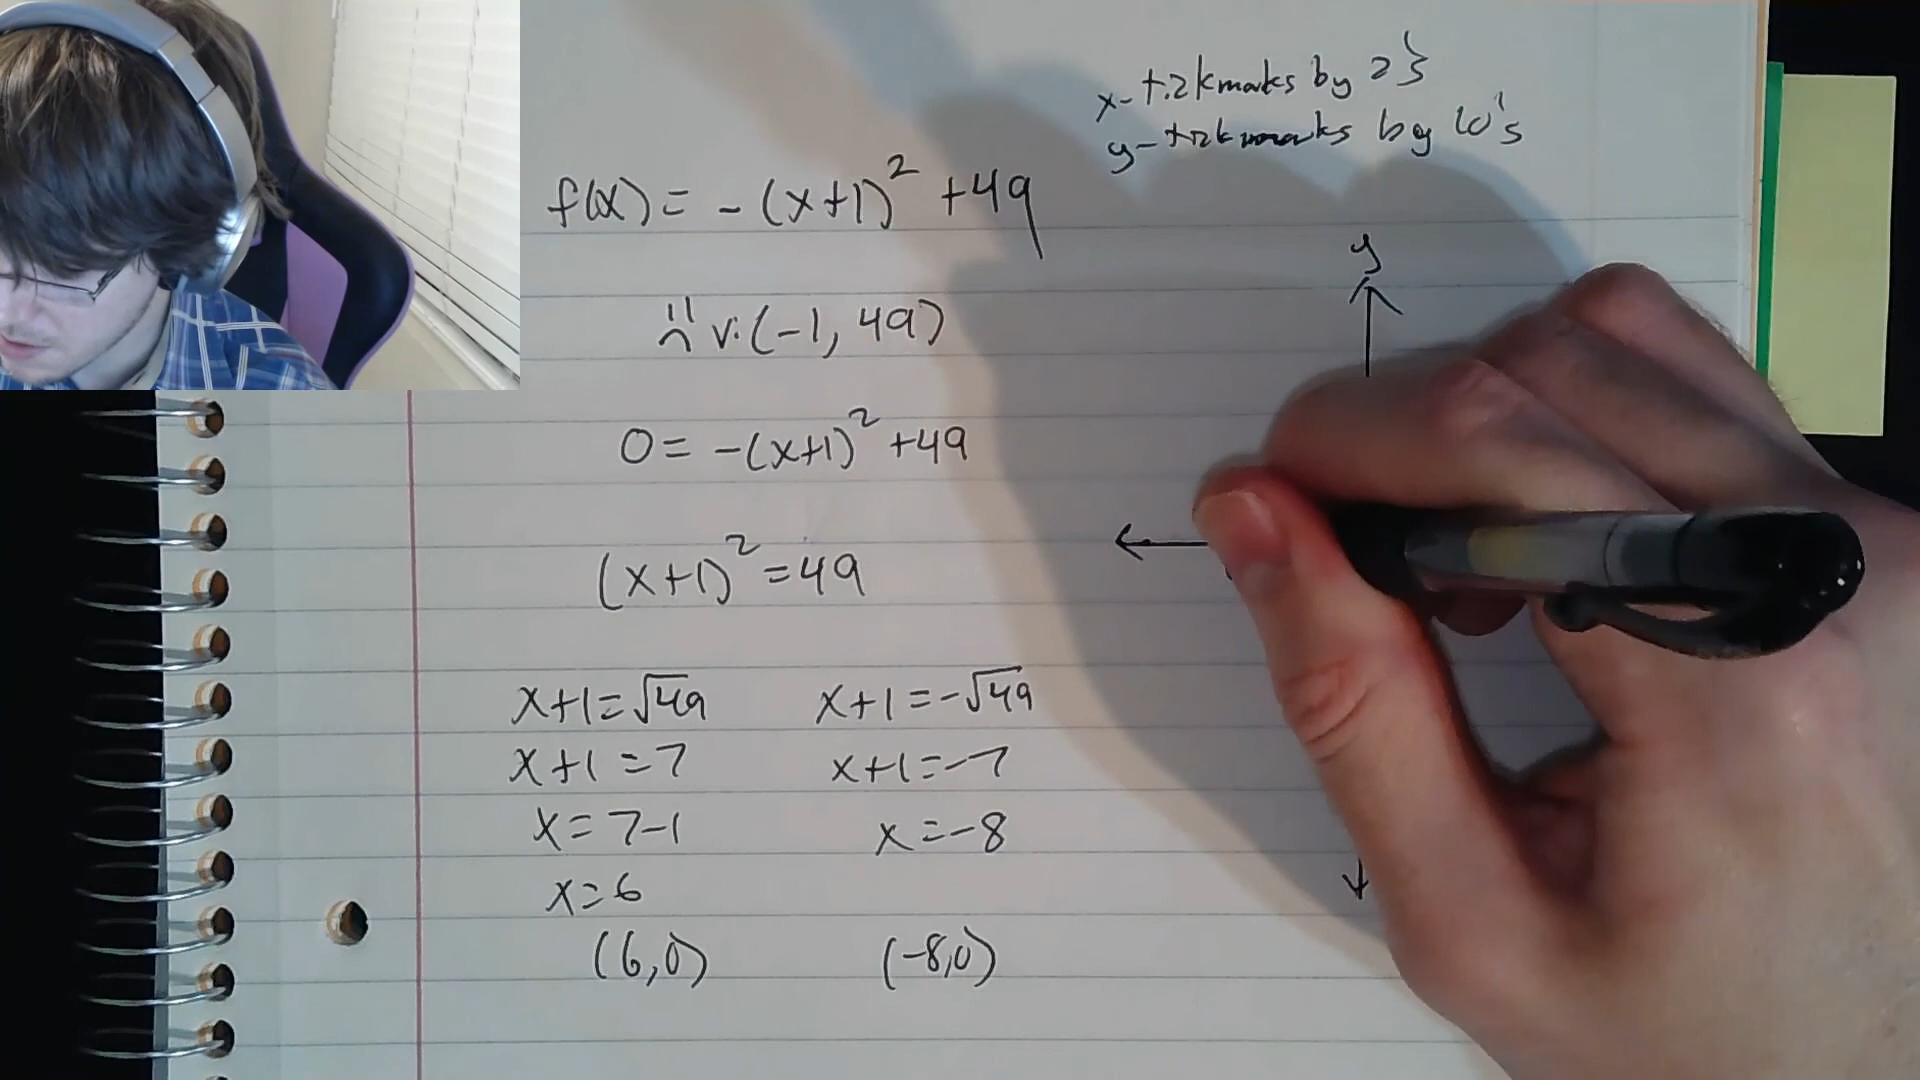 x-tickmarks by 2's
y-tickmarks by 10's
f(x) = -(x+1)² +49
V:(-1, 49)
0 = -(x+1)² +49
(x+1)² = 49
x+1 = √49 x+1 = -√49
x+1 = 7 x+1 = -7
x = 7-1 x = -8
x = 6
(6,0) (-8,0)
y